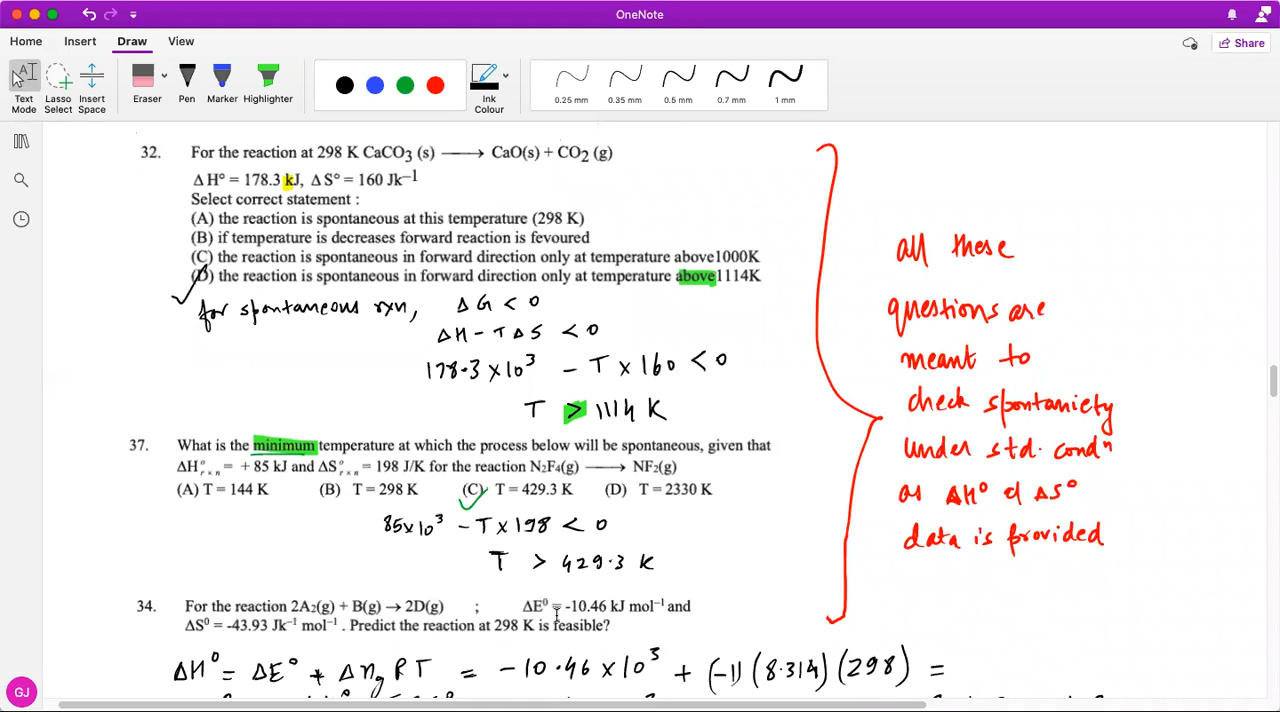 OneNote
Home Insert Draw View
Share
Text Mode
Lasso Select
Insert Space
Eraser
Pen
Marker
Highlighter
Ink Colour
0.25 mm 0.35 mm 0.5 mm 0.7 mm 1 mm
32. For the reaction at 298 K CaCO₃ (s) ⟶ CaO(s) + CO₂ (g)
Δ H° = 178.3 kJ, Δ S° = 160 Jk⁻¹
Select correct statement :
(A) the reaction is spontaneous at this temperature (298 K)
(B) if temperature is decreases forward reaction is fevoured
(C) the reaction is spontaneous in forward direction only at temperature above1000K
(D) the reaction is spontaneous in forward direction only at temperature above1114K
for spontaneous rxn, ΔG < 0
ΔH - TΔS < 0
178.3 × 10³ - T × 160 < 0
T > 1114 K
37. What is the minimum temperature at which the process below will be spontaneous, given that
ΔH°rxn = + 85 kJ and ΔS°rxn = 198 J/K for the reaction N₂F₄(g) ⟶ NF₂(g)
(A) T = 144 K (B) T = 298 K (C) T = 429.3 K (D) T = 2330 K
85×10³ - T × 198 < 0
T > 429.3 K
all these
questions are
meant to
check spontaniety
under std. condⁿ
as ΔH° & ΔS°
data is provided
34. For the reaction 2A₂(g) + B(g) → 2D(g) ; ΔE⁰ = -10.46 kJ mol⁻¹ and
ΔS⁰ = -43.93 Jk⁻¹ mol⁻¹ . Predict the reaction at 298 K is feasible?
ΔH° = ΔE° + Δng RT = -10.46 × 10³ + (-1) (8.314) (298) =
GJ